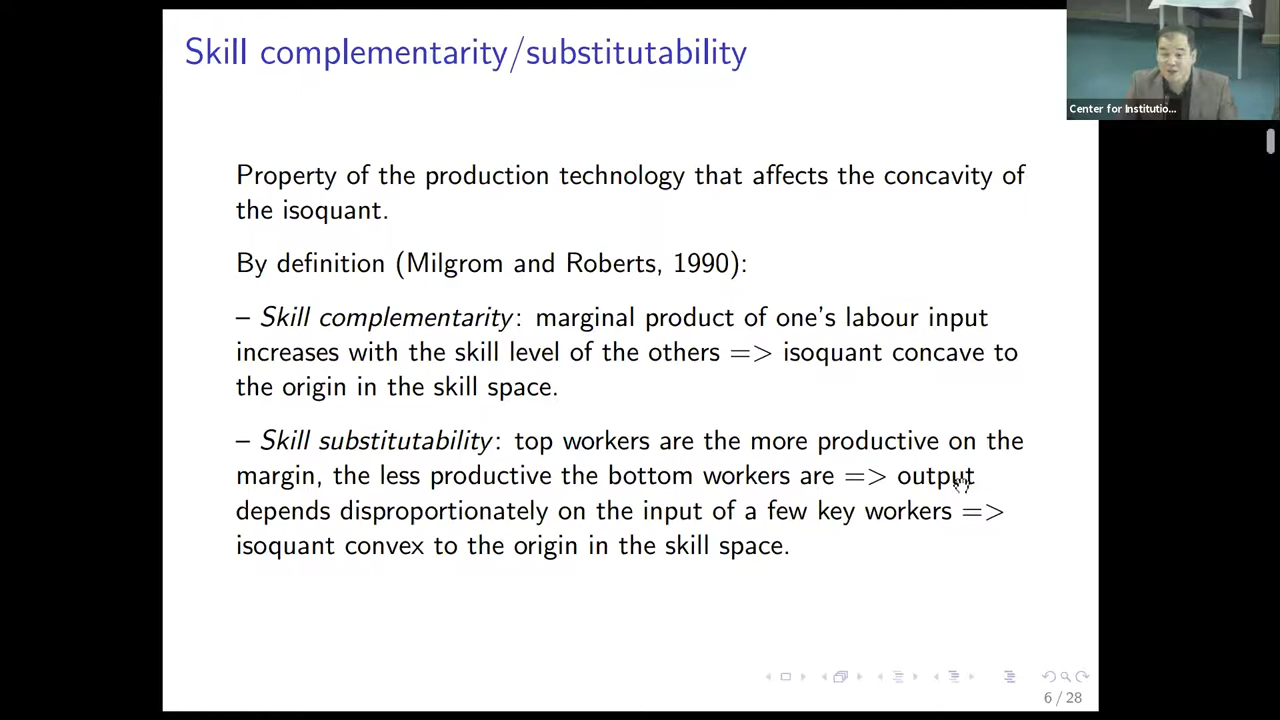 Skill complementarity/substitutability
Center for Institutio...
Property of the production technology that affects the concavity of
the isoquant.
By definition (Milgrom and Roberts, 1990):
– Skill complementarity: marginal product of one's labour input
increases with the skill level of the others => isoquant concave to
the origin in the skill space.
– Skill substitutability: top workers are the more productive on the
margin, the less productive the bottom workers are => output
depends disproportionately on the input of a few key workers =>
isoquant convex to the origin in the skill space.
6 / 28